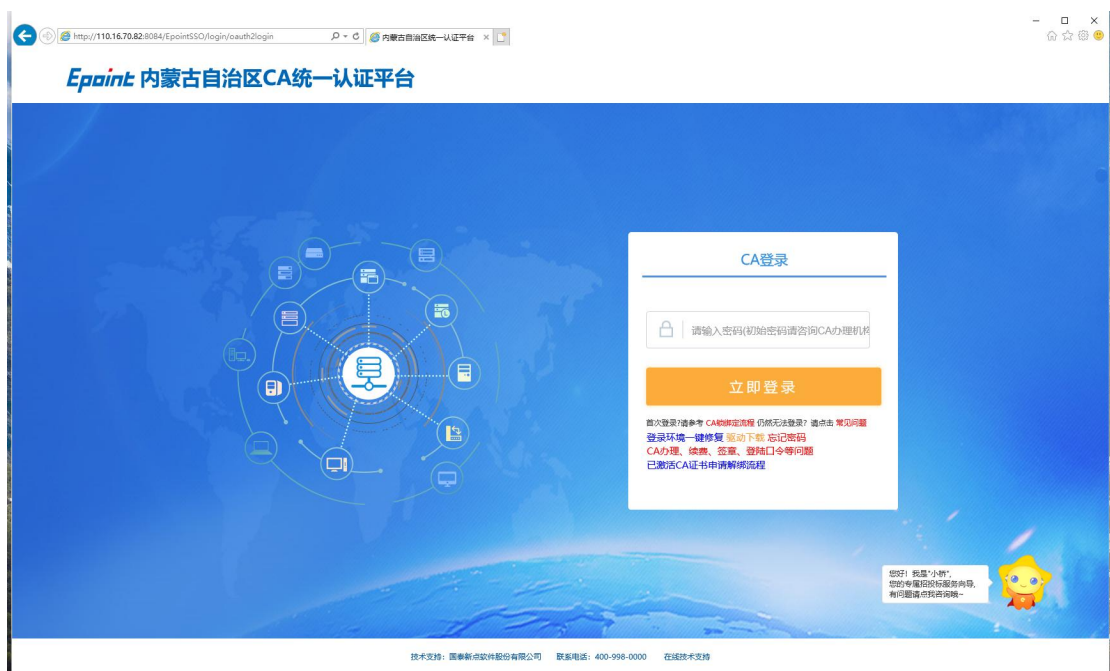 http://110.16.70.82:8084/EpointSSO/login/oauth2login
内蒙古自治区统一认证平台
Epoint 内蒙古自治区CA统一认证平台
CA登录
请输入密码(初始密码请咨询CA办理机构
立即登录
首次登录?请参考 CA锁绑定流程 仍然无法登录? 请点击 常见问题
登录环境一键修复 驱动下载 忘记密码
CA办理、续费、签章、登陆口令等问题
已激活CA证书申请解绑流程
您好! 我是"小桥",
您的专属招投标服务向导,
有问题请点我咨询哦~
技术支持: 国泰新点软件股份有限公司 联系电话: 400-998-0000 在线技术支持